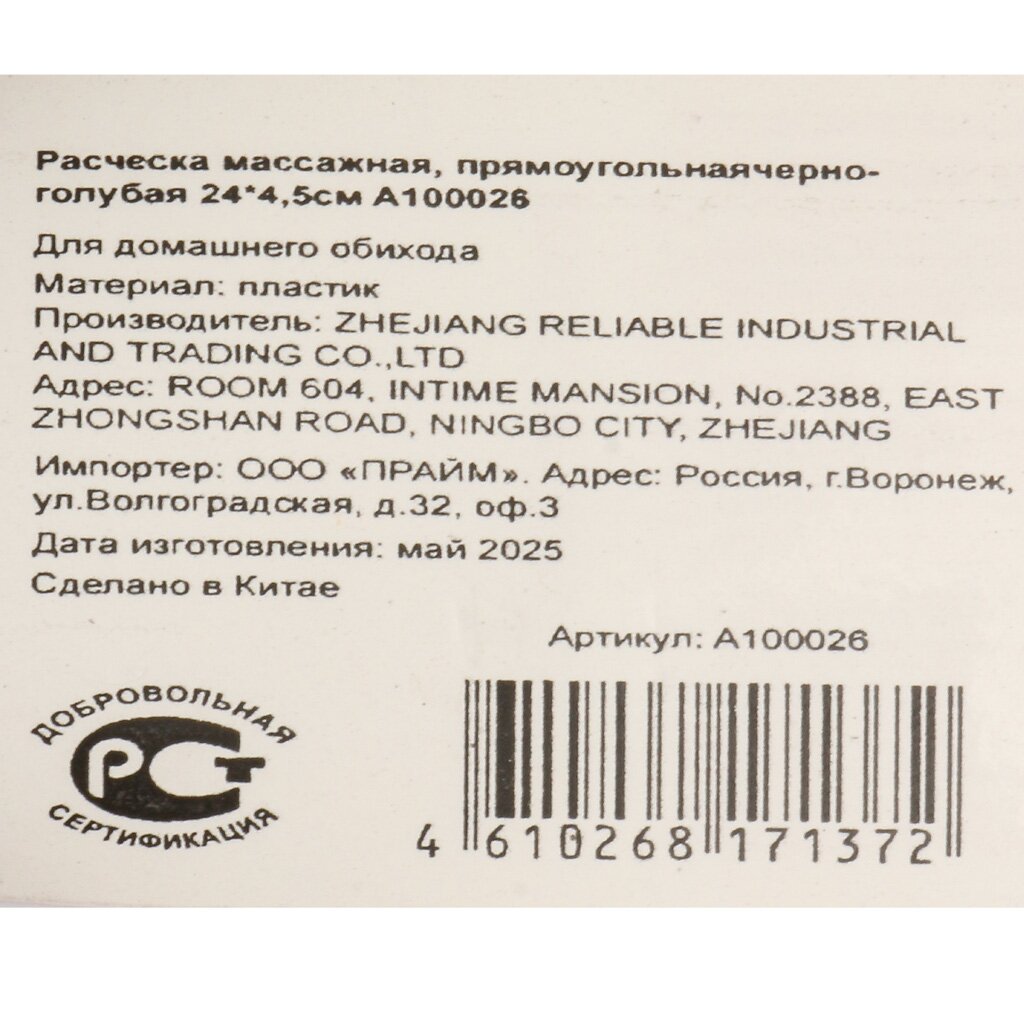 Расческа массажная, прямоугольнаячерно-
голубая 24*4,5см А100026
Для домашнего обихода
Материал: пластик
Производитель: ZHEJIANG RELIABLE INDUSTRIAL
AND TRADING CO.,LTD
Адрес: ROOM 604, INTIME MANSION, No.2388, EAST
ZHONGSHAN ROAD, NINGBO CITY, ZHEJIANG
Импортер: ООО «ПРАЙМ». Адрес: Россия, г.Воронеж,
ул.Волгоградская, д.32, оф.3
Дата изготовления: май 2025
Сделано в Китае
Артикул: А100026
ДОБРОВОЛЬНАЯ
РСТ
СЕРТИФИКАЦИЯ
4 610268 171372